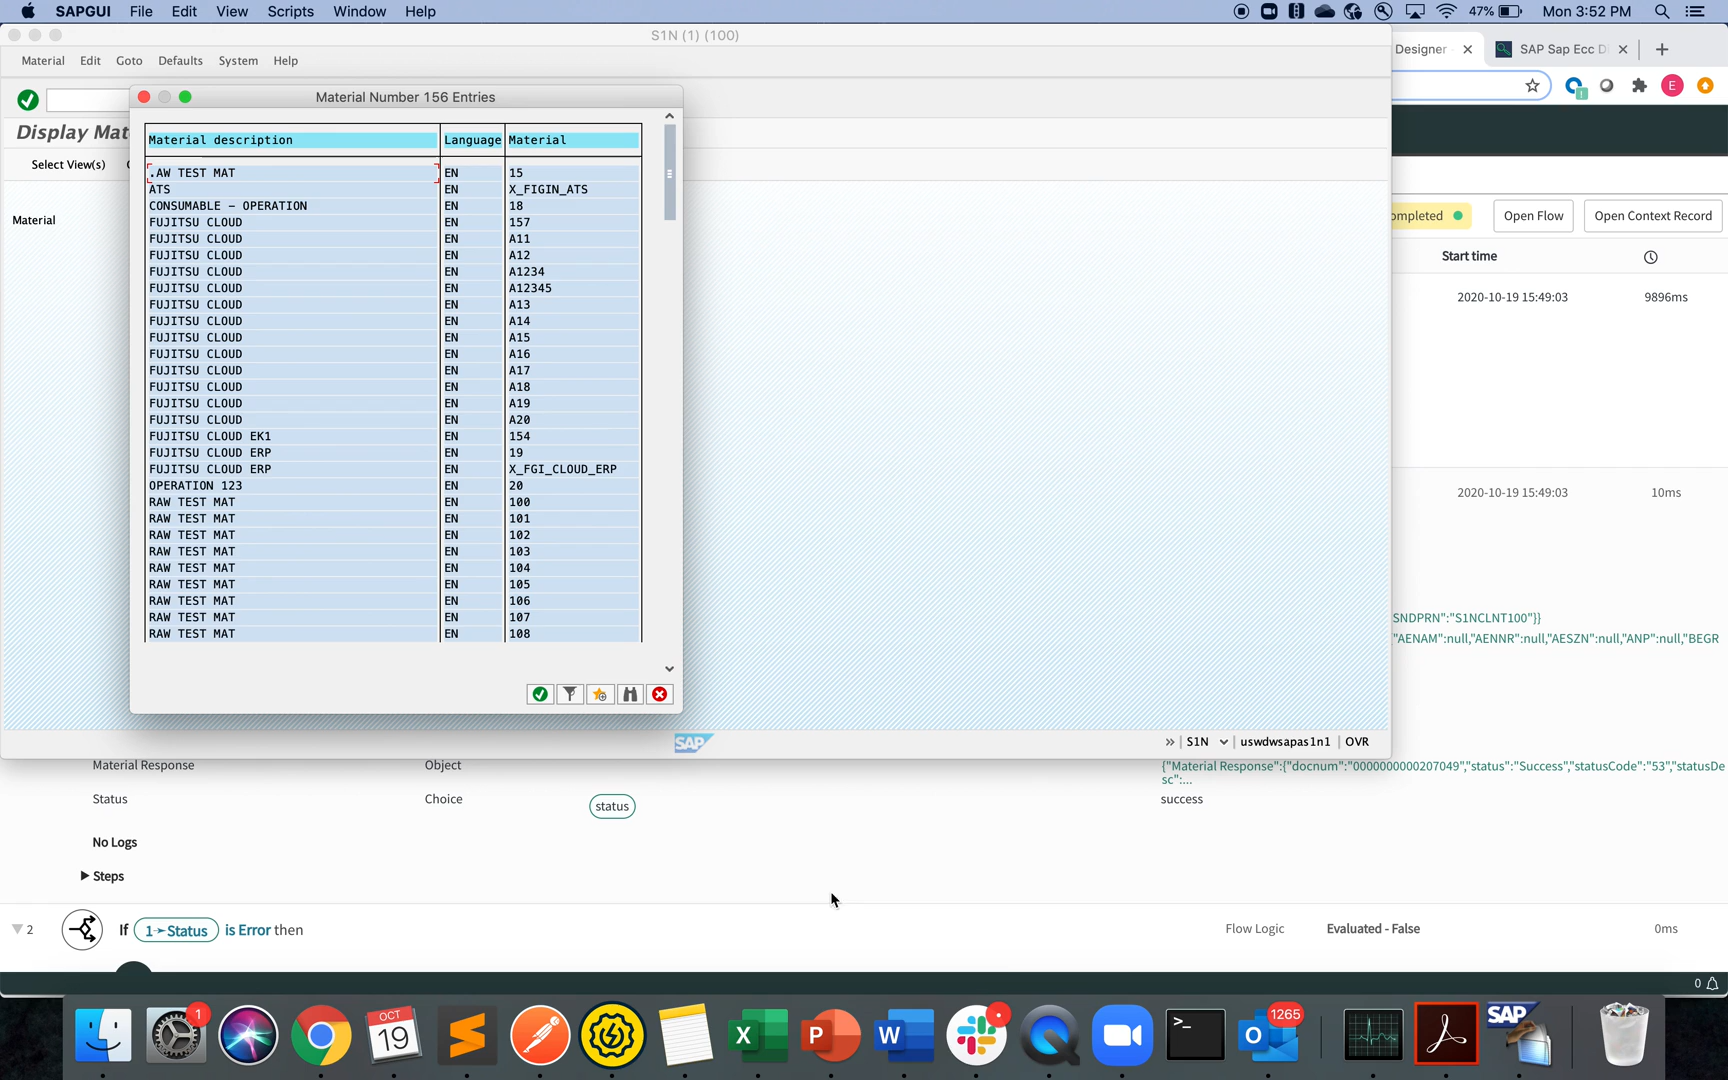 SAPGUI File Edit View Scripts Window Help
47% Mon 3:52 PM
S1N (1) (100)
Designer
SAP Sap Ecc D
Material Edit Goto Defaults System Help
E
Material Number 156 Entries
Display Mat
Select View(s)
Material
Material description Language Material
.AW TEST MAT EN 15
ATS EN X_FIGIN_ATS
CONSUMABLE – OPERATION EN 18
FUJITSU CLOUD EN 157
FUJITSU CLOUD EN A11
FUJITSU CLOUD EN A12
FUJITSU CLOUD EN A1234
FUJITSU CLOUD EN A12345
FUJITSU CLOUD EN A13
FUJITSU CLOUD EN A14
FUJITSU CLOUD EN A15
FUJITSU CLOUD EN A16
FUJITSU CLOUD EN A17
FUJITSU CLOUD EN A18
FUJITSU CLOUD EN A19
FUJITSU CLOUD EN A20
FUJITSU CLOUD EK1 EN 154
FUJITSU CLOUD ERP EN 19
FUJITSU CLOUD ERP EN X_FGI_CLOUD_ERP
OPERATION 123 EN 20
RAW TEST MAT EN 100
RAW TEST MAT EN 101
RAW TEST MAT EN 102
RAW TEST MAT EN 103
RAW TEST MAT EN 104
RAW TEST MAT EN 105
RAW TEST MAT EN 106
RAW TEST MAT EN 107
RAW TEST MAT EN 108
ompleted Open Flow Open Context Record
Start time
2020-10-19 15:49:03 9896ms
2020-10-19 15:49:03 10ms
SNDPRN":"S1NCLNT100"}}
"AENAM":null,"AENNR":null,"AESZN":null,"ANP":null,"BEGR
SAP
S1N uswdwsapas1n1 OVR
Material Response Object {"Material Response":{"docnum":"0000000000207049","status":"Success","statusCode":"53","statusDe
sc":...
Status Choice status success
No Logs
Steps
2 If 1➛Status is Error then Flow Logic Evaluated - False 0ms
0
1
OCT
19
X
P
W
>_
O
1265
SAP